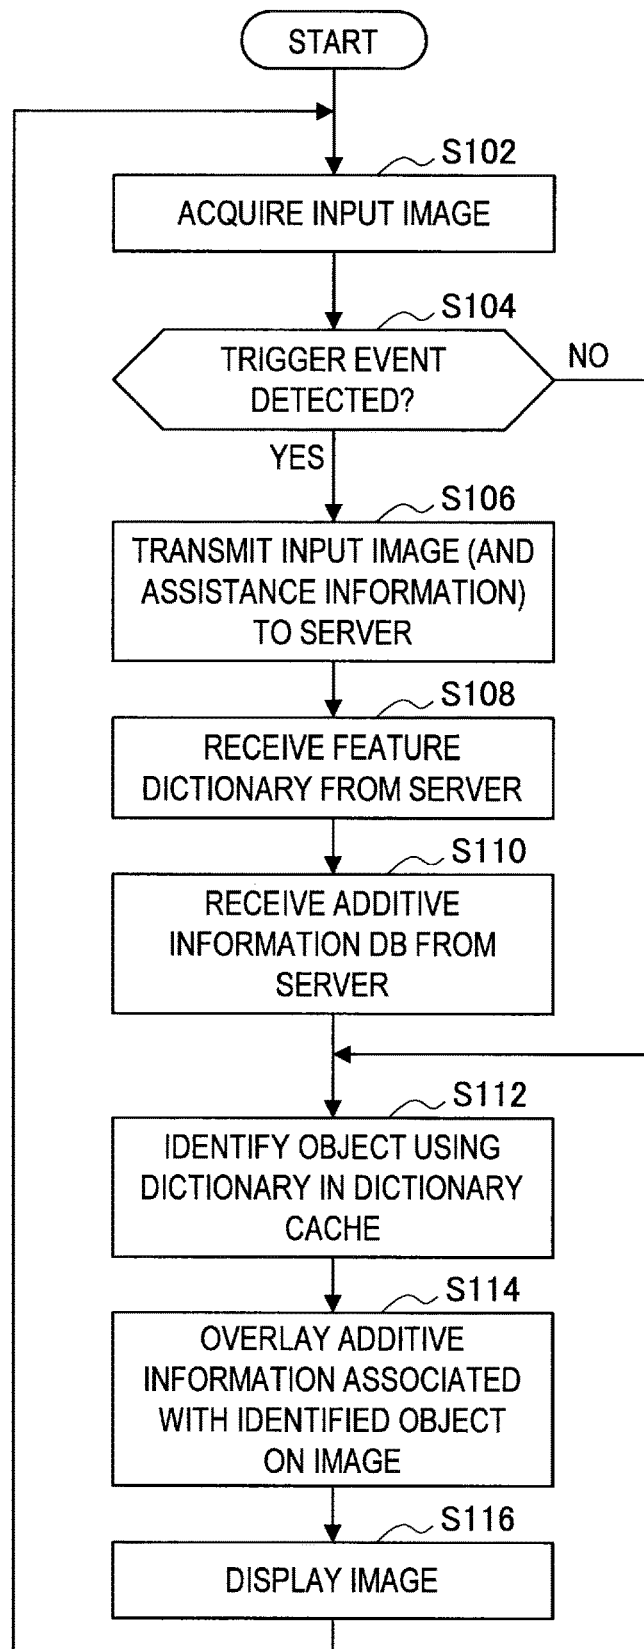 START
S102
ACQUIRE INPUT IMAGE
S104
TRIGGER EVENT
DETECTED?
NO
YES
S106
TRANSMIT INPUT IMAGE (AND
ASSISTANCE INFORMATION)
TO SERVER
S108
RECEIVE FEATURE
DICTIONARY FROM SERVER
S110
RECEIVE ADDITIVE
INFORMATION DB FROM
SERVER
S112
IDENTIFY OBJECT USING
DICTIONARY IN DICTIONARY
CACHE
S114
OVERLAY ADDITIVE
INFORMATION ASSOCIATED
WITH IDENTIFIED OBJECT
ON IMAGE
S116
DISPLAY IMAGE